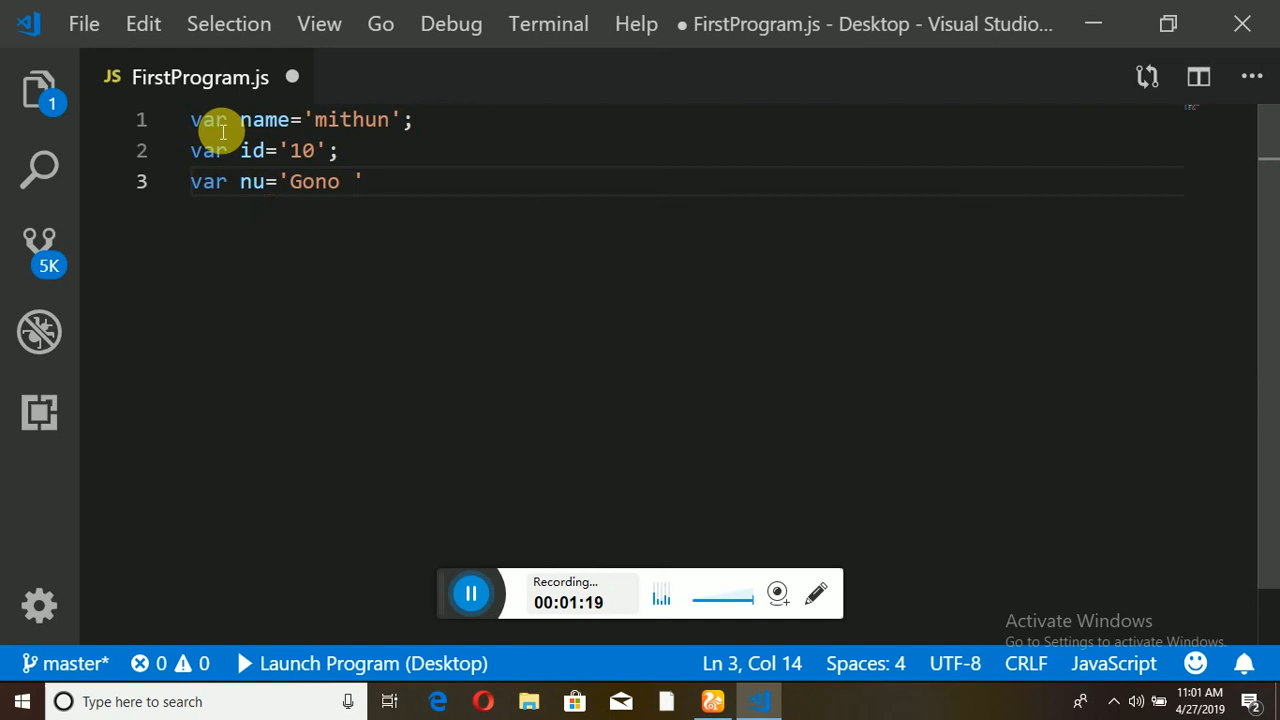 File Edit Selection View Go Debug Terminal Help ● FirstProgram.js - Desktop - Visual Studio...
JS FirstProgram.js ●
1
1 var name='mithun';
2 var id='10';
3 var nu='Gono '
5K
Recording...
00:01:19
Activate Windows
Go to Settings to activate Windows.
master* 0 0 Launch Program (Desktop) Ln 3, Col 14 Spaces: 4 UTF-8 CRLF JavaScript
Type here to search 11:01 AM
4/27/2019 2